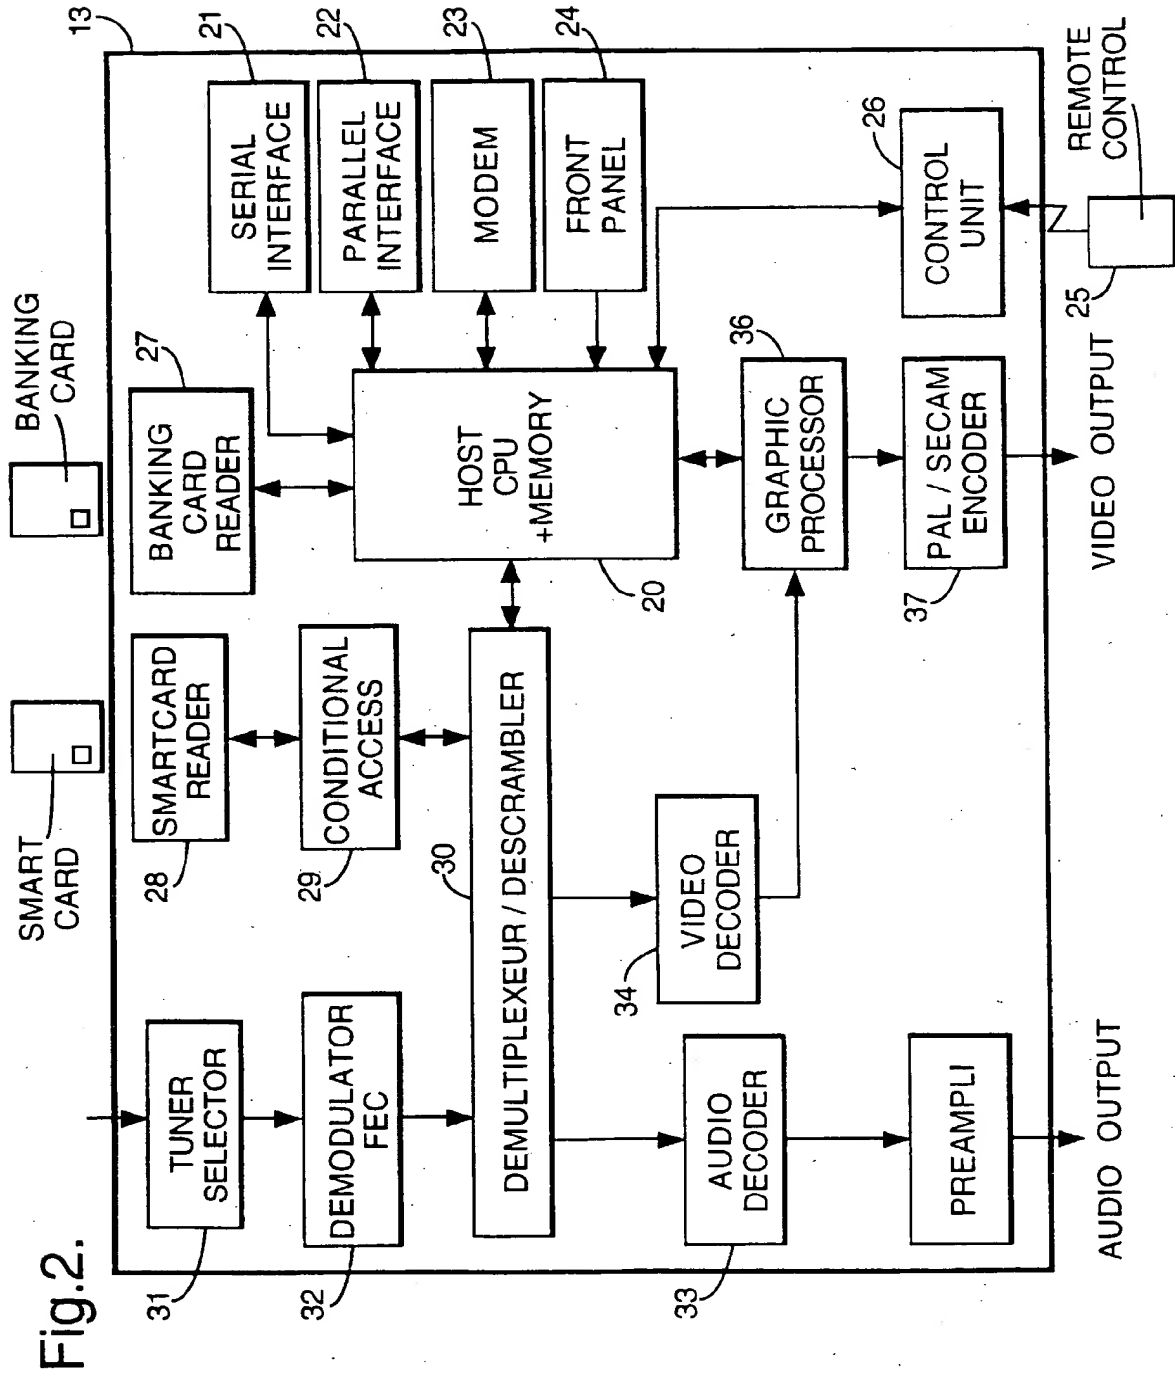 Fig.2.
SMART
CARD
BANKING
CARD
13
31
TUNER
SELECTOR
28
SMARTCARD
READER
27
BANKING
CARD
READER
21
SERIAL
INTERFACE
22
PARALLEL
INTERFACE
23
MODEM
24
FRONT
PANEL
32
DEMODULATOR
FEC
29
CONDITIONAL
ACCESS
30
DEMULTIPLEXEUR / DESCRAMBLER
HOST
CPU
+MEMORY
20
33
AUDIO
DECODER
34
VIDEO
DECODER
36
GRAPHIC
PROCESSOR
26
CONTROL
UNIT
PREAMPLI
37
PAL / SECAM
ENCODER
25
REMOTE
CONTROL
AUDIO OUTPUT
VIDEO OUTPUT